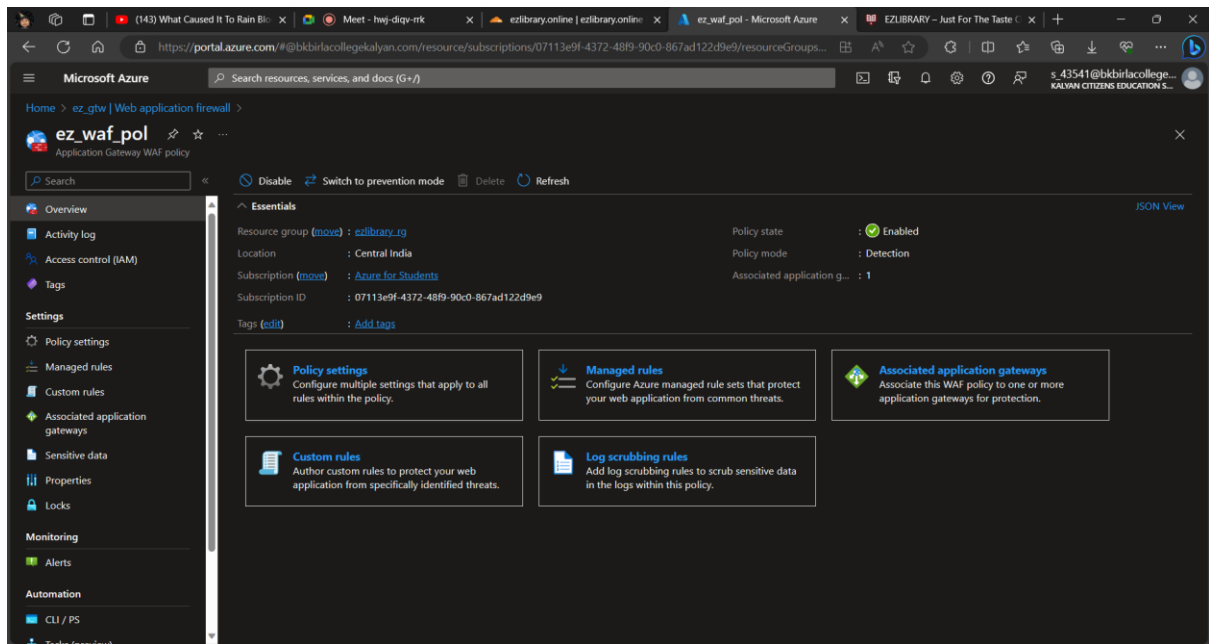 (143) What Caused It To Rain Blo
Meet - hwj-diqv-rrk
ezlibrary.online | ezlibrary.online
ez_waf_pol - Microsoft Azure
EZLIBRARY – Just For The Taste O
https://portal.azure.com/#@bkbirlacollegekalyan.com/resource/subscriptions/07113e9f-4372-48f9-90c0-867ad122d9e9/resourceGroups...
Microsoft Azure
Search resources, services, and docs (G+/)
s_43541@bkbirlacollege...
KALYAN CITIZENS EDUCATION S...
Home > ez_gtw | Web application firewall >
ez_waf_pol
Application Gateway WAF policy
Search
Disable Switch to prevention mode Delete Refresh
Overview
Activity log
Access control (IAM)
Tags
Settings
Policy settings
Managed rules
Custom rules
Associated application
gateways
Sensitive data
Properties
Locks
Monitoring
Alerts
Automation
CLI / PS
Tasks (preview)
Essentials
JSON View
Resource group (move) : ezlibrary_rg
Location : Central India
Subscription (move) : Azure for Students
Subscription ID : 07113e9f-4372-48f9-90c0-867ad122d9e9
Tags (edit) : Add tags
Policy state : Enabled
Policy mode : Detection
Associated application g... : 1
Policy settings
Configure multiple settings that apply to all
rules within the policy.
Managed rules
Configure Azure managed rule sets that protect
your web application from common threats.
Associated application gateways
Associate this WAF policy to one or more
application gateways for protection.
Custom rules
Author custom rules to protect your web
application from specifically identified threats.
Log scrubbing rules
Add log scrubbing rules to scrub sensitive data
in the logs within this policy.